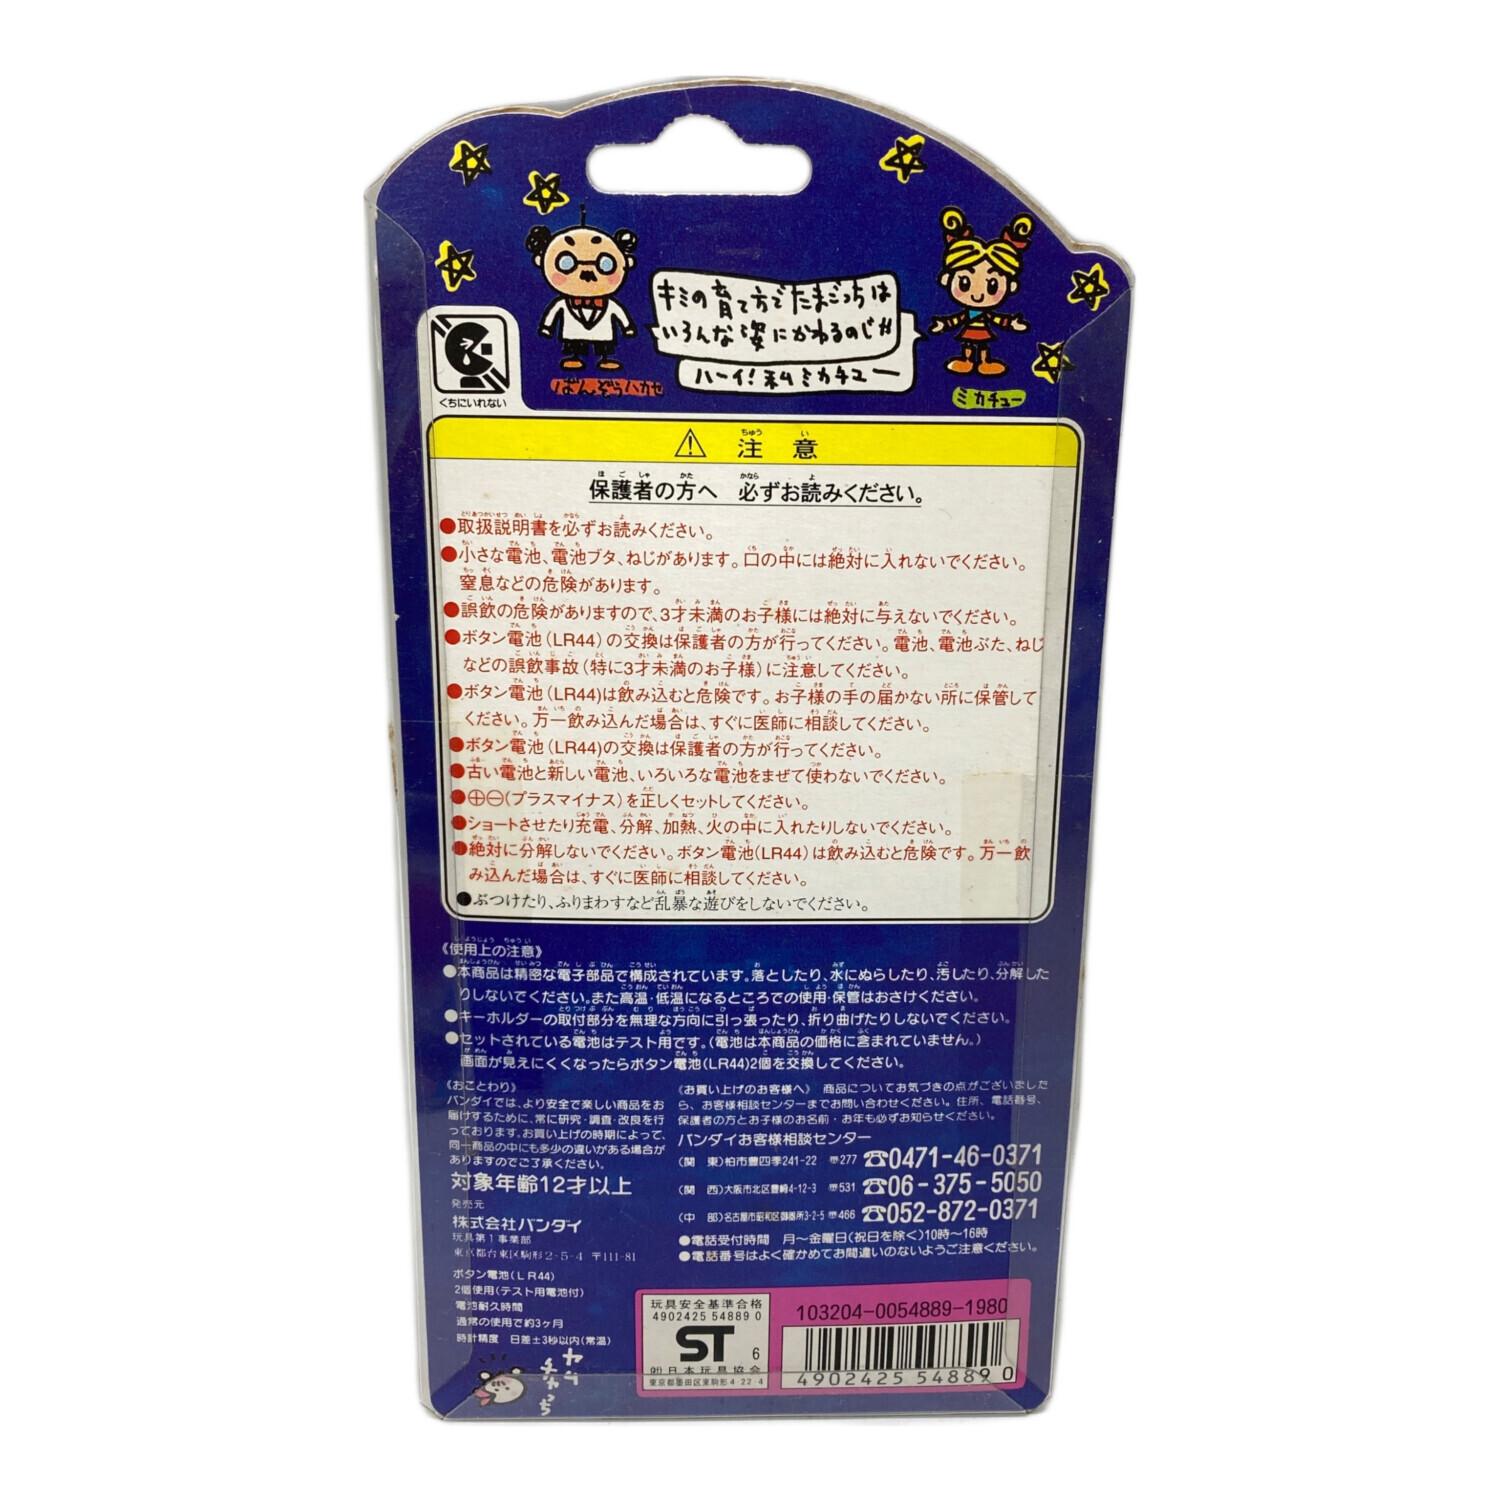 キミの育て方でたまごっちは
いろんな姿にかわるのじゃ
ハーイ!私ミカチュー
ばんぞうハカセ
ミカチュー
くちにいれない
⚠ 注意
保護者の方へ 必ずお読みください。
●取扱説明書を必ずお読みください。
●小さな電池、電池ブタ、ねじがあります。口の中には絶対に入れないでください。
窒息などの危険があります。
●誤飲の危険がありますので、3才未満のお子様には絶対に与えないでください。
●ボタン電池(LR44)の交換は保護者の方が行ってください。電池、電池ぶた、ねじ
などの誤飲事故(特に3才未満のお子様)に注意してください。
●ボタン電池(LR44)は飲み込むと危険です。お子様の手の届かない所に保管して
ください。万一飲み込んだ場合は、すぐに医師に相談してください。
●ボタン電池(LR44)の交換は保護者の方が行ってください。
●古い電池と新しい電池、いろいろな電池をまぜて使わないでください。
●⊕⊖(プラスマイナス)を正しくセットしてください。
●ショートさせたり充電、分解、加熱、火の中に入れたりしないでください。
●絶対に分解しないでください。ボタン電池(LR44)は飲み込むと危険です。万一飲
み込んだ場合は、すぐに医師に相談してください。
●ぶつけたり、ふりまわすなど乱暴な遊びをしないでください。
《使用上の注意》
●本商品は精密な電子部品で構成されています。落としたり、水にぬらしたり、汚したり、分解した
りしないでください。また高温・低温になるところでの使用・保管はおさけください。
●キーホルダーの取付部分を無理な方向に引っ張ったり、折り曲げたりしないでください。
●セットされている電池はテスト用です。(電池は本商品の価格に含まれていません。)
画面が見えにくくなったらボタン電池(LR44)2個を交換してください。
《おことわり》
バンダイでは、より安全で楽しい商品をお
届けするために、常に研究・調査・改良を行
っております。お買い上げの時期によって、
同一商品の中にも多少の違いがある場合が
ありますのでご了承ください。
対象年齢12才以上
発売元
株式会社バンダイ
玩具第1事業部
東京都台東区駒形2-5-4 〒111-81
ボタン電池(LR44)
2個使用(テスト用電池付)
電池耐久時間
通常の使用で約3ヶ月
時計精度 日差±3秒以内(常温)
《お買い上げのお客様へ》 商品についてお気づきの点がございました
ら、お客様相談センターまでお問い合わせください。住所、電話番号、
保護者の方とお子様のお名前・お年も必ずお知らせください。
バンダイお客様相談センター
(関 東)柏市豊四季241-22 〒277 ☎0471-46-0371
(関 西)大阪市北区豊崎4-12-3 〒531 ☎06-375-5050
(中 部)名古屋市昭和区御器所3-2-5 〒466 ☎052-872-0371
●電話受付時間 月〜金曜日(祝日を除く)10時〜16時
●電話番号はよく確かめてお間違いのないようご注意ください。
玩具安全基準合格
4902425 54889 0
ST 6
(社)日本玩具協会
東京都墨田区東駒形4-22-4
103204-0054889-1980
4902425 548890